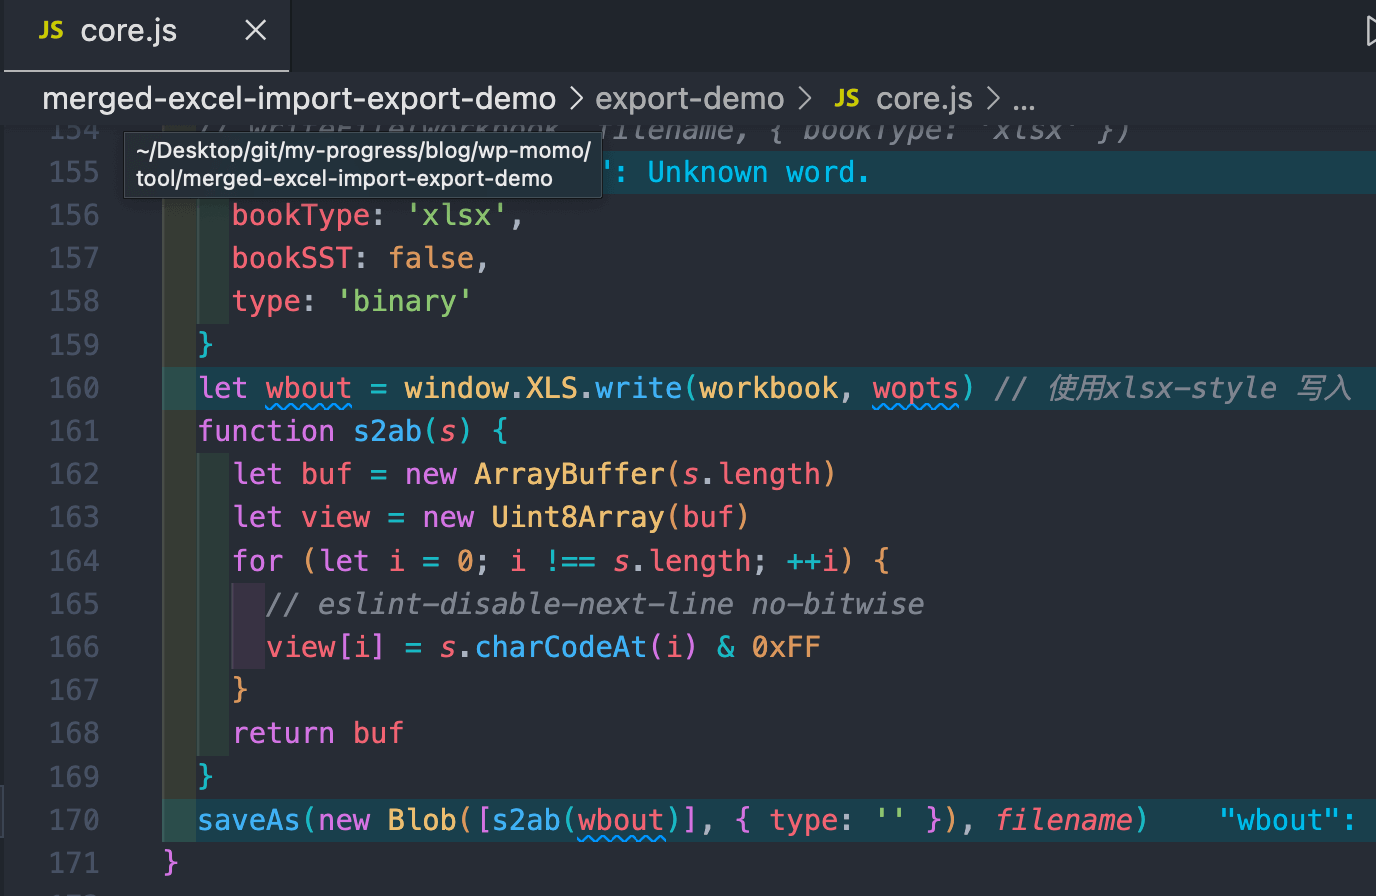 JS core.js
merged-excel-import-export-demo > export-demo > JS core.js > ...
154 // writeFile(workbook, filename, { bookType: 'xlsx' })
~/Desktop/git/my-progress/blog/wp-momo/
tool/merged-excel-import-export-demo
155 ": Unknown word.
156 bookType: 'xlsx',
157 bookSST: false,
158 type: 'binary'
159 }
160 let wbout = window.XLS.write(workbook, wopts) // 使用xlsx-style 写入
161 function s2ab(s) {
162 let buf = new ArrayBuffer(s.length)
163 let view = new Uint8Array(buf)
164 for (let i = 0; i !== s.length; ++i) {
165 // eslint-disable-next-line no-bitwise
166 view[i] = s.charCodeAt(i) & 0xFF
167 }
168 return buf
169 }
170 saveAs(new Blob([s2ab(wbout)], { type: '' }), filename) "wbout":
171 }